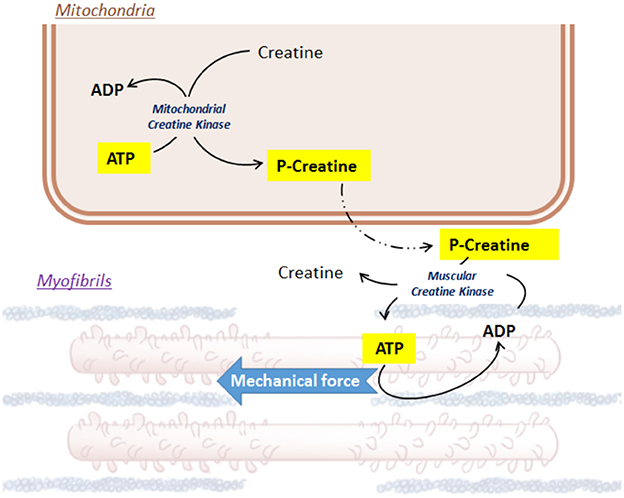 Mitochondria
Creatine
ADP
Mitochondrial
Creatine Kinase
ATP
P-Creatine
P-Creatine
Creatine
Muscular
Creatine Kinase
Myofibrils
ADP
ATP
Mechanical force